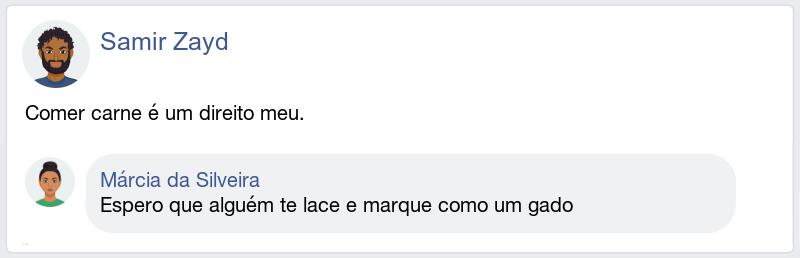 Samir Zayd
Comer carne é um direito meu.
Márcia da Silveira
Espero que alguém te lace e marque como um gado